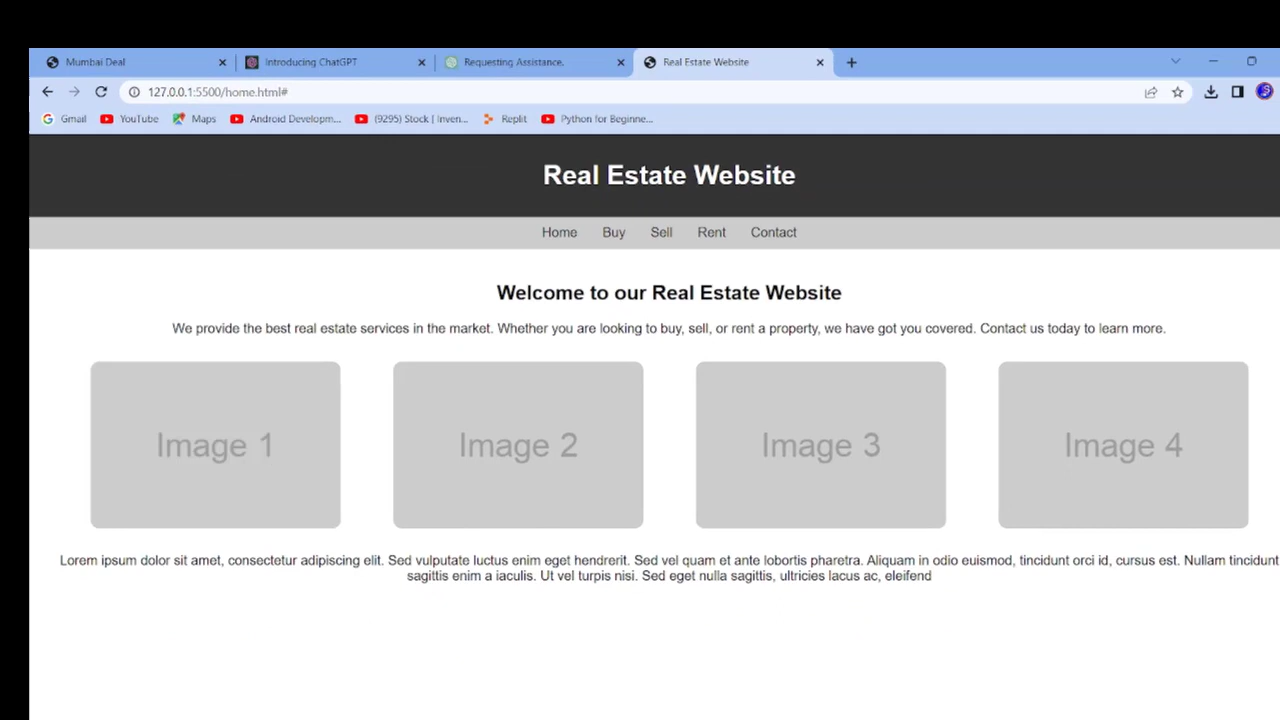 Mumbai Deal
Introducing ChatGPT
Requesting Assistance.
Real Estate Website
127.0.0.1:5500/home.html#
Gmail
YouTube
Maps
Android Developm...
(9295) Stock | Inven...
Replit
Python for Beginne...
Real Estate Website
Home Buy Sell Rent Contact
Welcome to our Real Estate Website
We provide the best real estate services in the market. Whether you are looking to buy, sell, or rent a property, we have got you covered. Contact us today to learn more.
Image 1
Image 2
Image 3
Image 4
Lorem ipsum dolor sit amet, consectetur adipiscing elit. Sed vulputate luctus enim eget hendrerit. Sed vel quam et ante lobortis pharetra. Aliquam in odio euismod, tincidunt orci id, cursus est. Nullam tincidunt
sagittis enim a iaculis. Ut vel turpis nisi. Sed eget nulla sagittis, ultricies lacus ac, eleifend